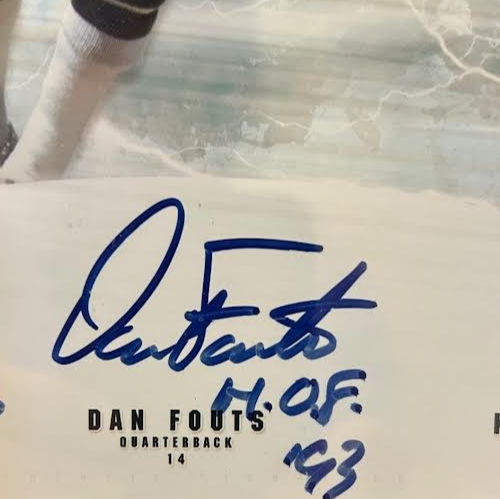 Dan Fouts
H.O.F.
'93
DAN FOUTS
QUARTERBACK
14